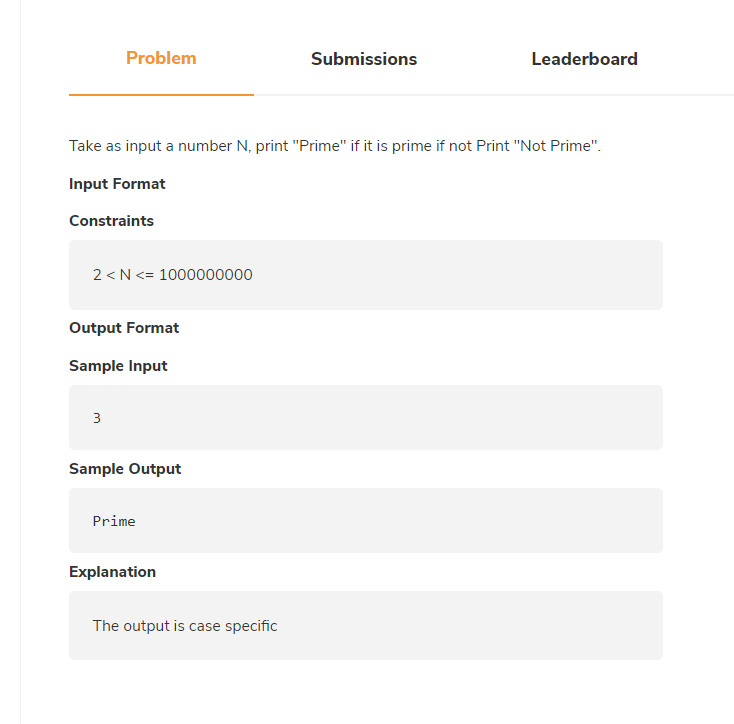 Problem Submissions Leaderboard
Take as input a number N, print "Prime" if it is prime if not Print "Not Prime".
Input Format
Constraints
2 < N <= 1000000000
Output Format
Sample Input
3
Sample Output
Prime
Explanation
The output is case specific